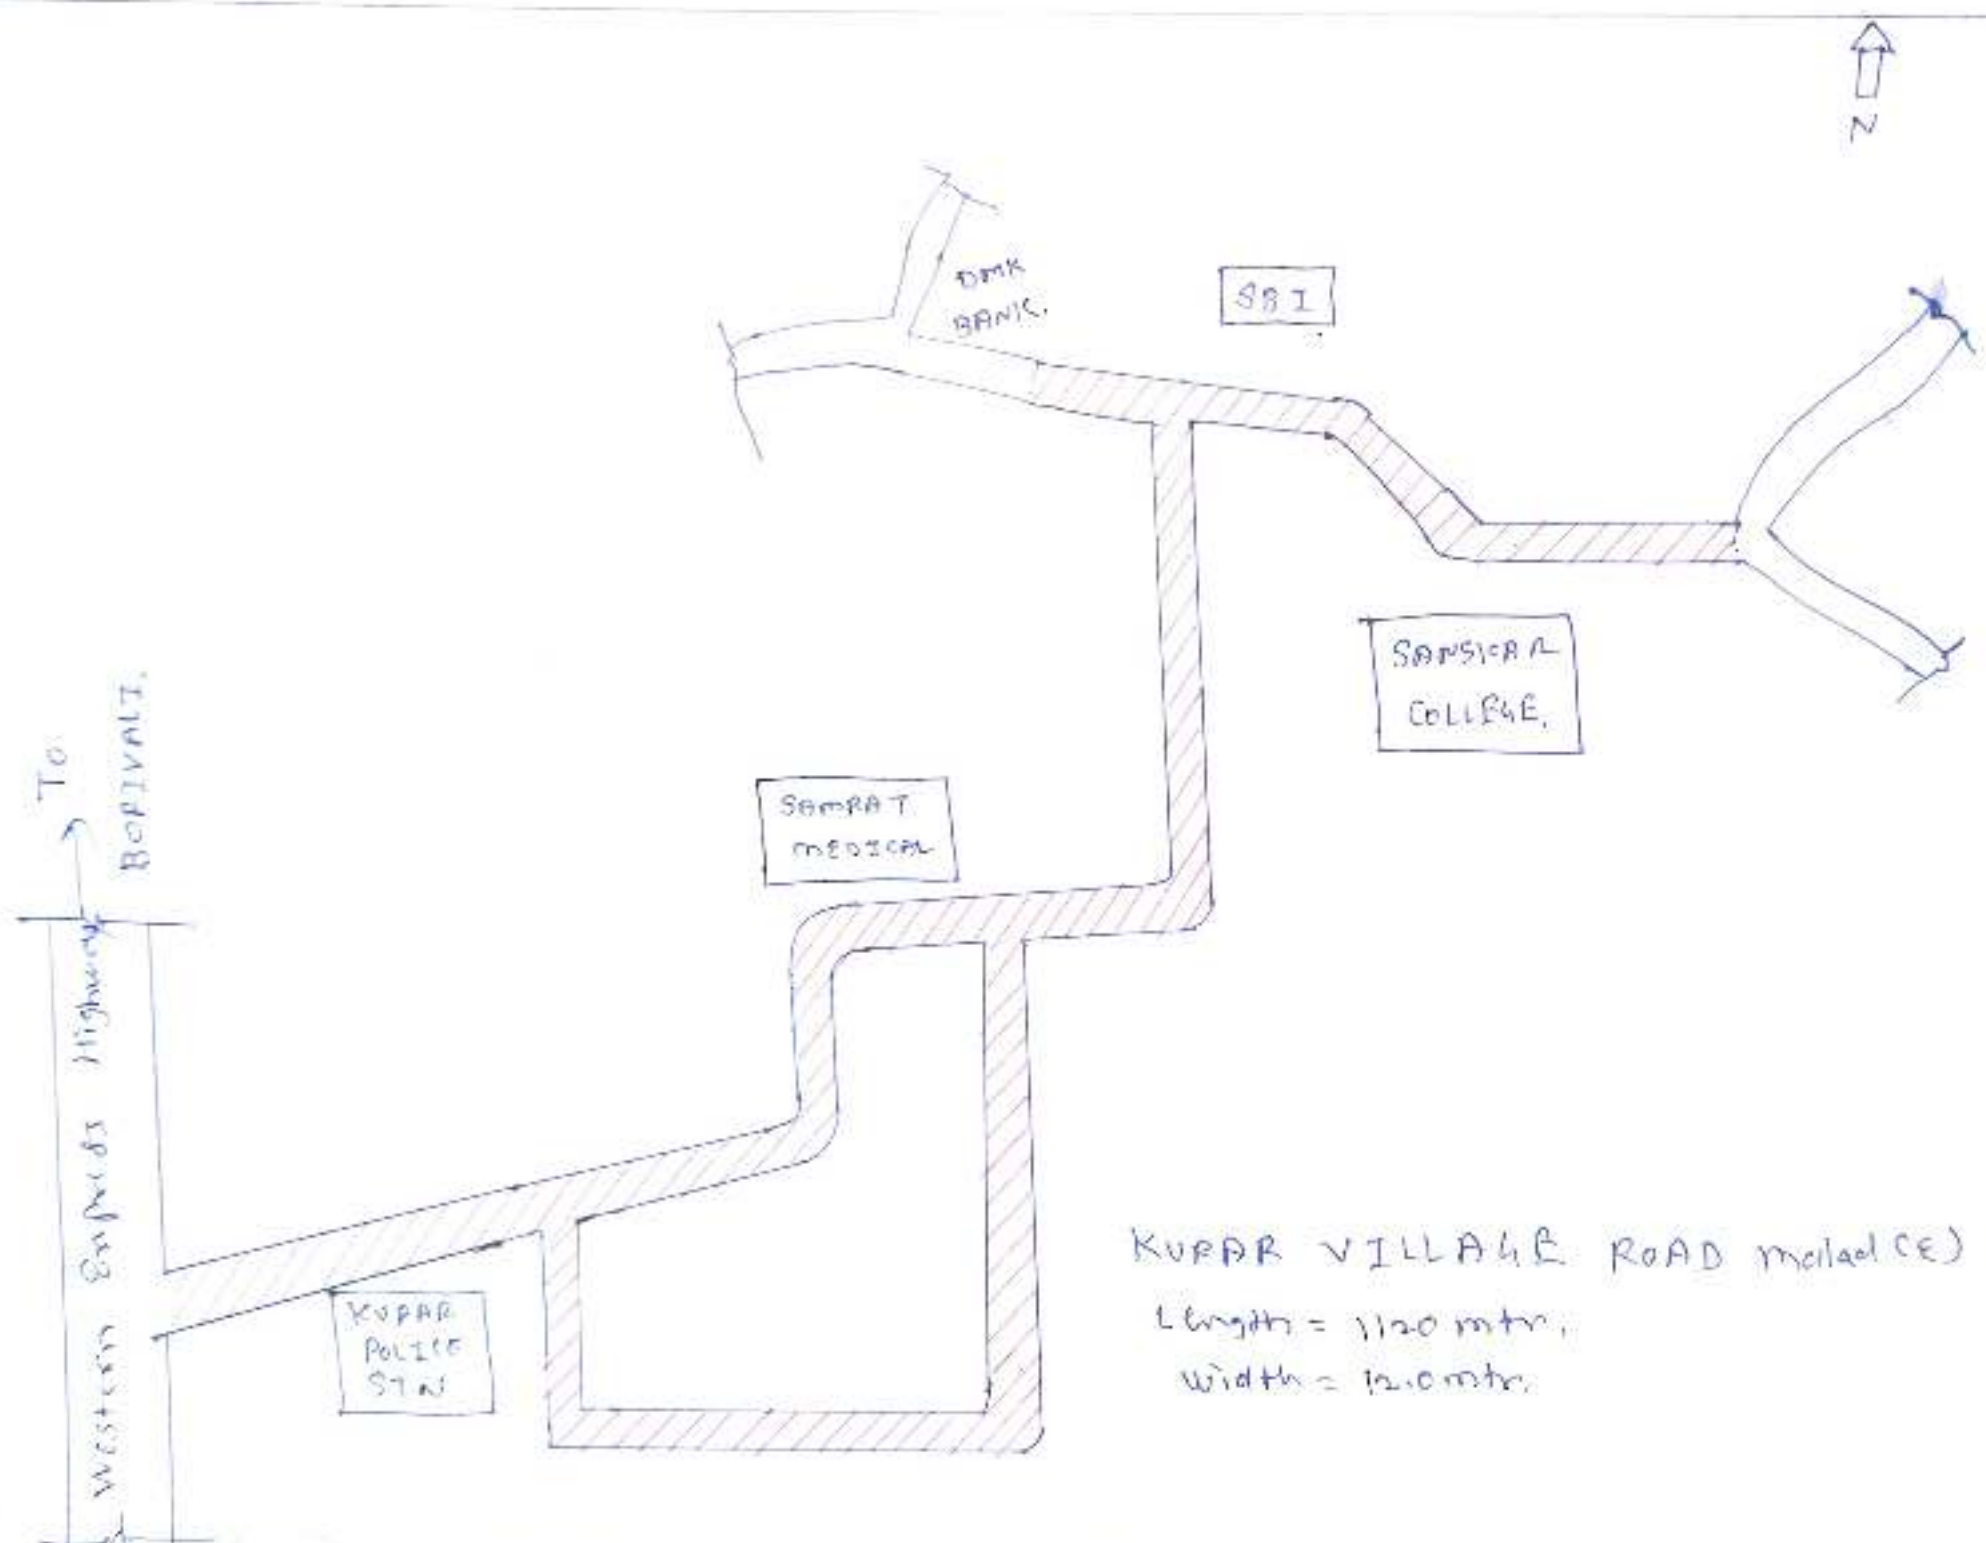 N
DMK
BANK.
SBI
SANSKAR
COLLEGE.
To
BORIVALI.
SAMRAT
MEDICAL
Western Express Highway
KURAR
POLICE
STN
KURAR VILLAGE ROAD malad (E)
Length = 1120 mtr.
Width = 12.0 mtr.